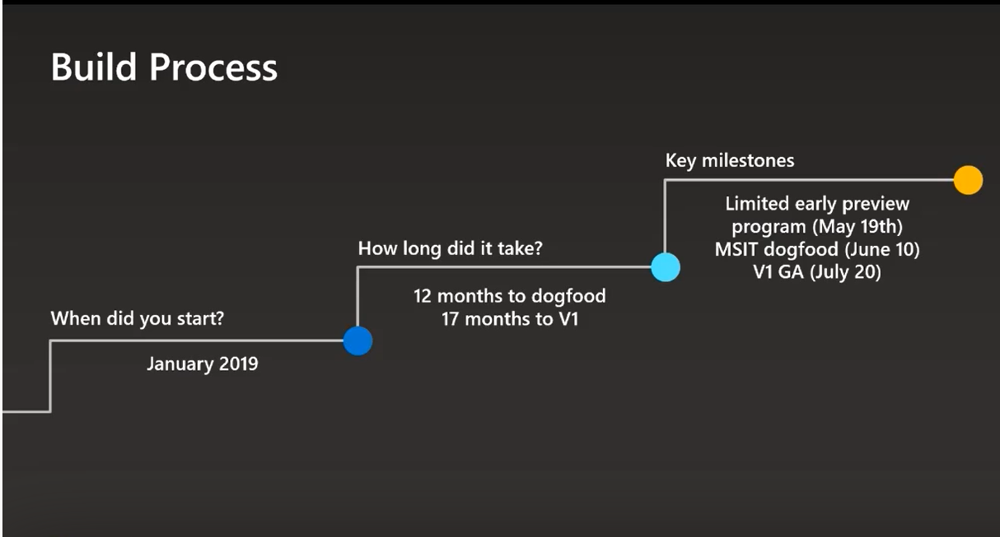 Build Process
When did you start?
January 2019
How long did it take?
12 months to dogfood
17 months to V1
Key milestones
Limited early preview
program (May 19th)
MSIT dogfood (June 10)
V1 GA (July 20)